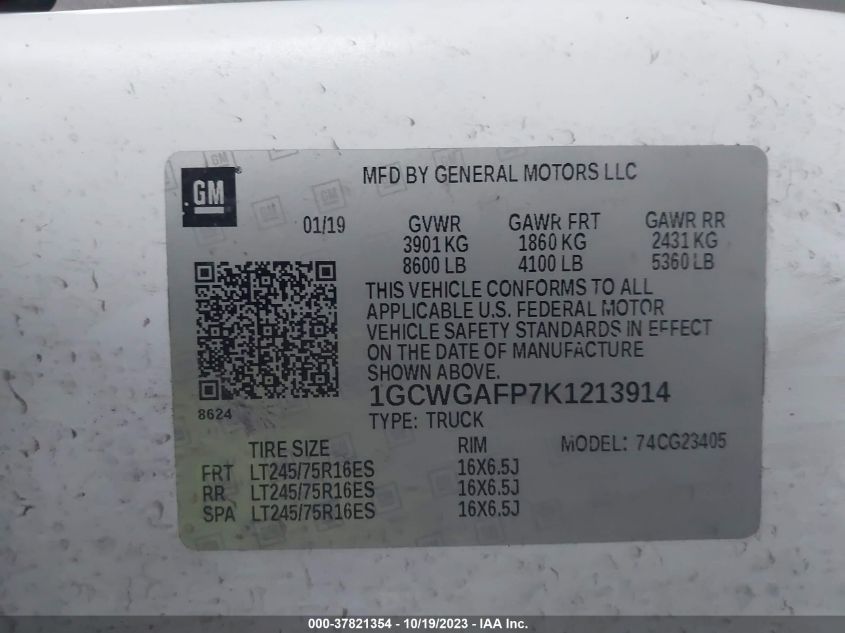 GM
MFD BY GENERAL MOTORS LLC
01/19
GVWR GAWR FRT GAWR RR
3901 KG 1860 KG 2431 KG
8600 LB 4100 LB 5360 LB
THIS VEHICLE CONFORMS TO ALL
APPLICABLE U.S. FEDERAL MOTOR
VEHICLE SAFETY STANDARDS IN EFFECT
ON THE DATE OF MANUFACTURE
SHOWN ABOVE.
1GCWGAFP7K1213914
8624
TYPE: TRUCK
TIRE SIZE RIM MODEL: 74CG23405
FRT LT245/75R16ES 16X6.5J
RR LT245/75R16ES 16X6.5J
SPA LT245/75R16ES 16X6.5J
000-37821354 - 10/19/2023 - IAA Inc.